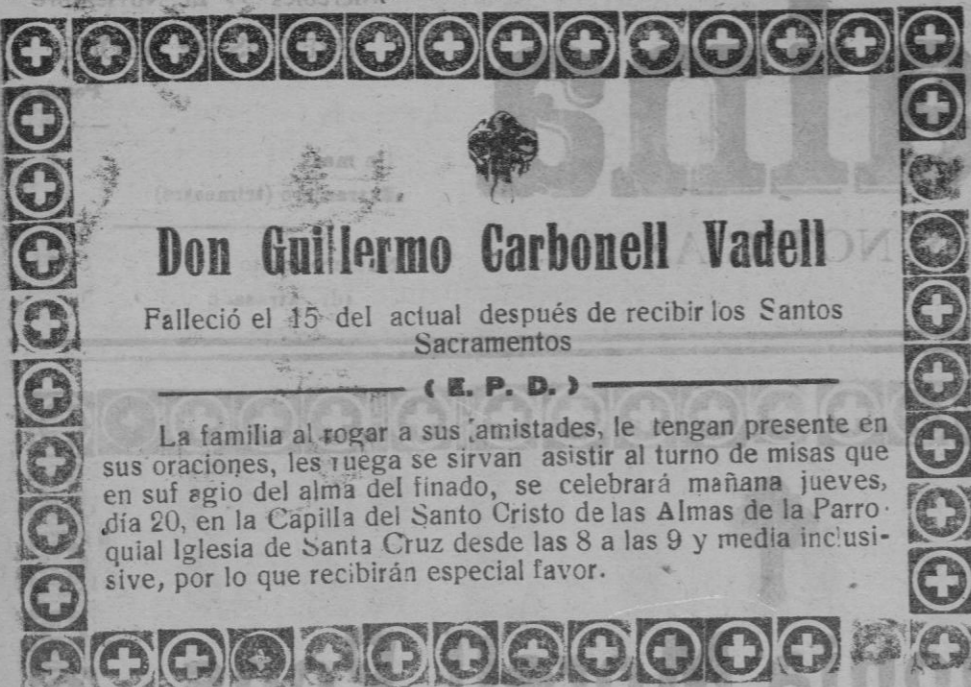 Don Guillermo Carbonell Vadell
Falleció el 15 del actual después de recibir los Santos
Sacramentos
( E. P. D. )
La familia al rogar a sus amistades, le tengan presente en
sus oraciones, les ruega se sirvan asistir al turno de misas que
en suf agio del alma del finado, se celebrará mañana jueves,
día 20, en la Capilla del Santo Cristo de las Almas de la Parro-
quial Iglesia de Santa Cruz desde las 8 a las 9 y media inclusi-
sive, por lo que recibirán especial favor.